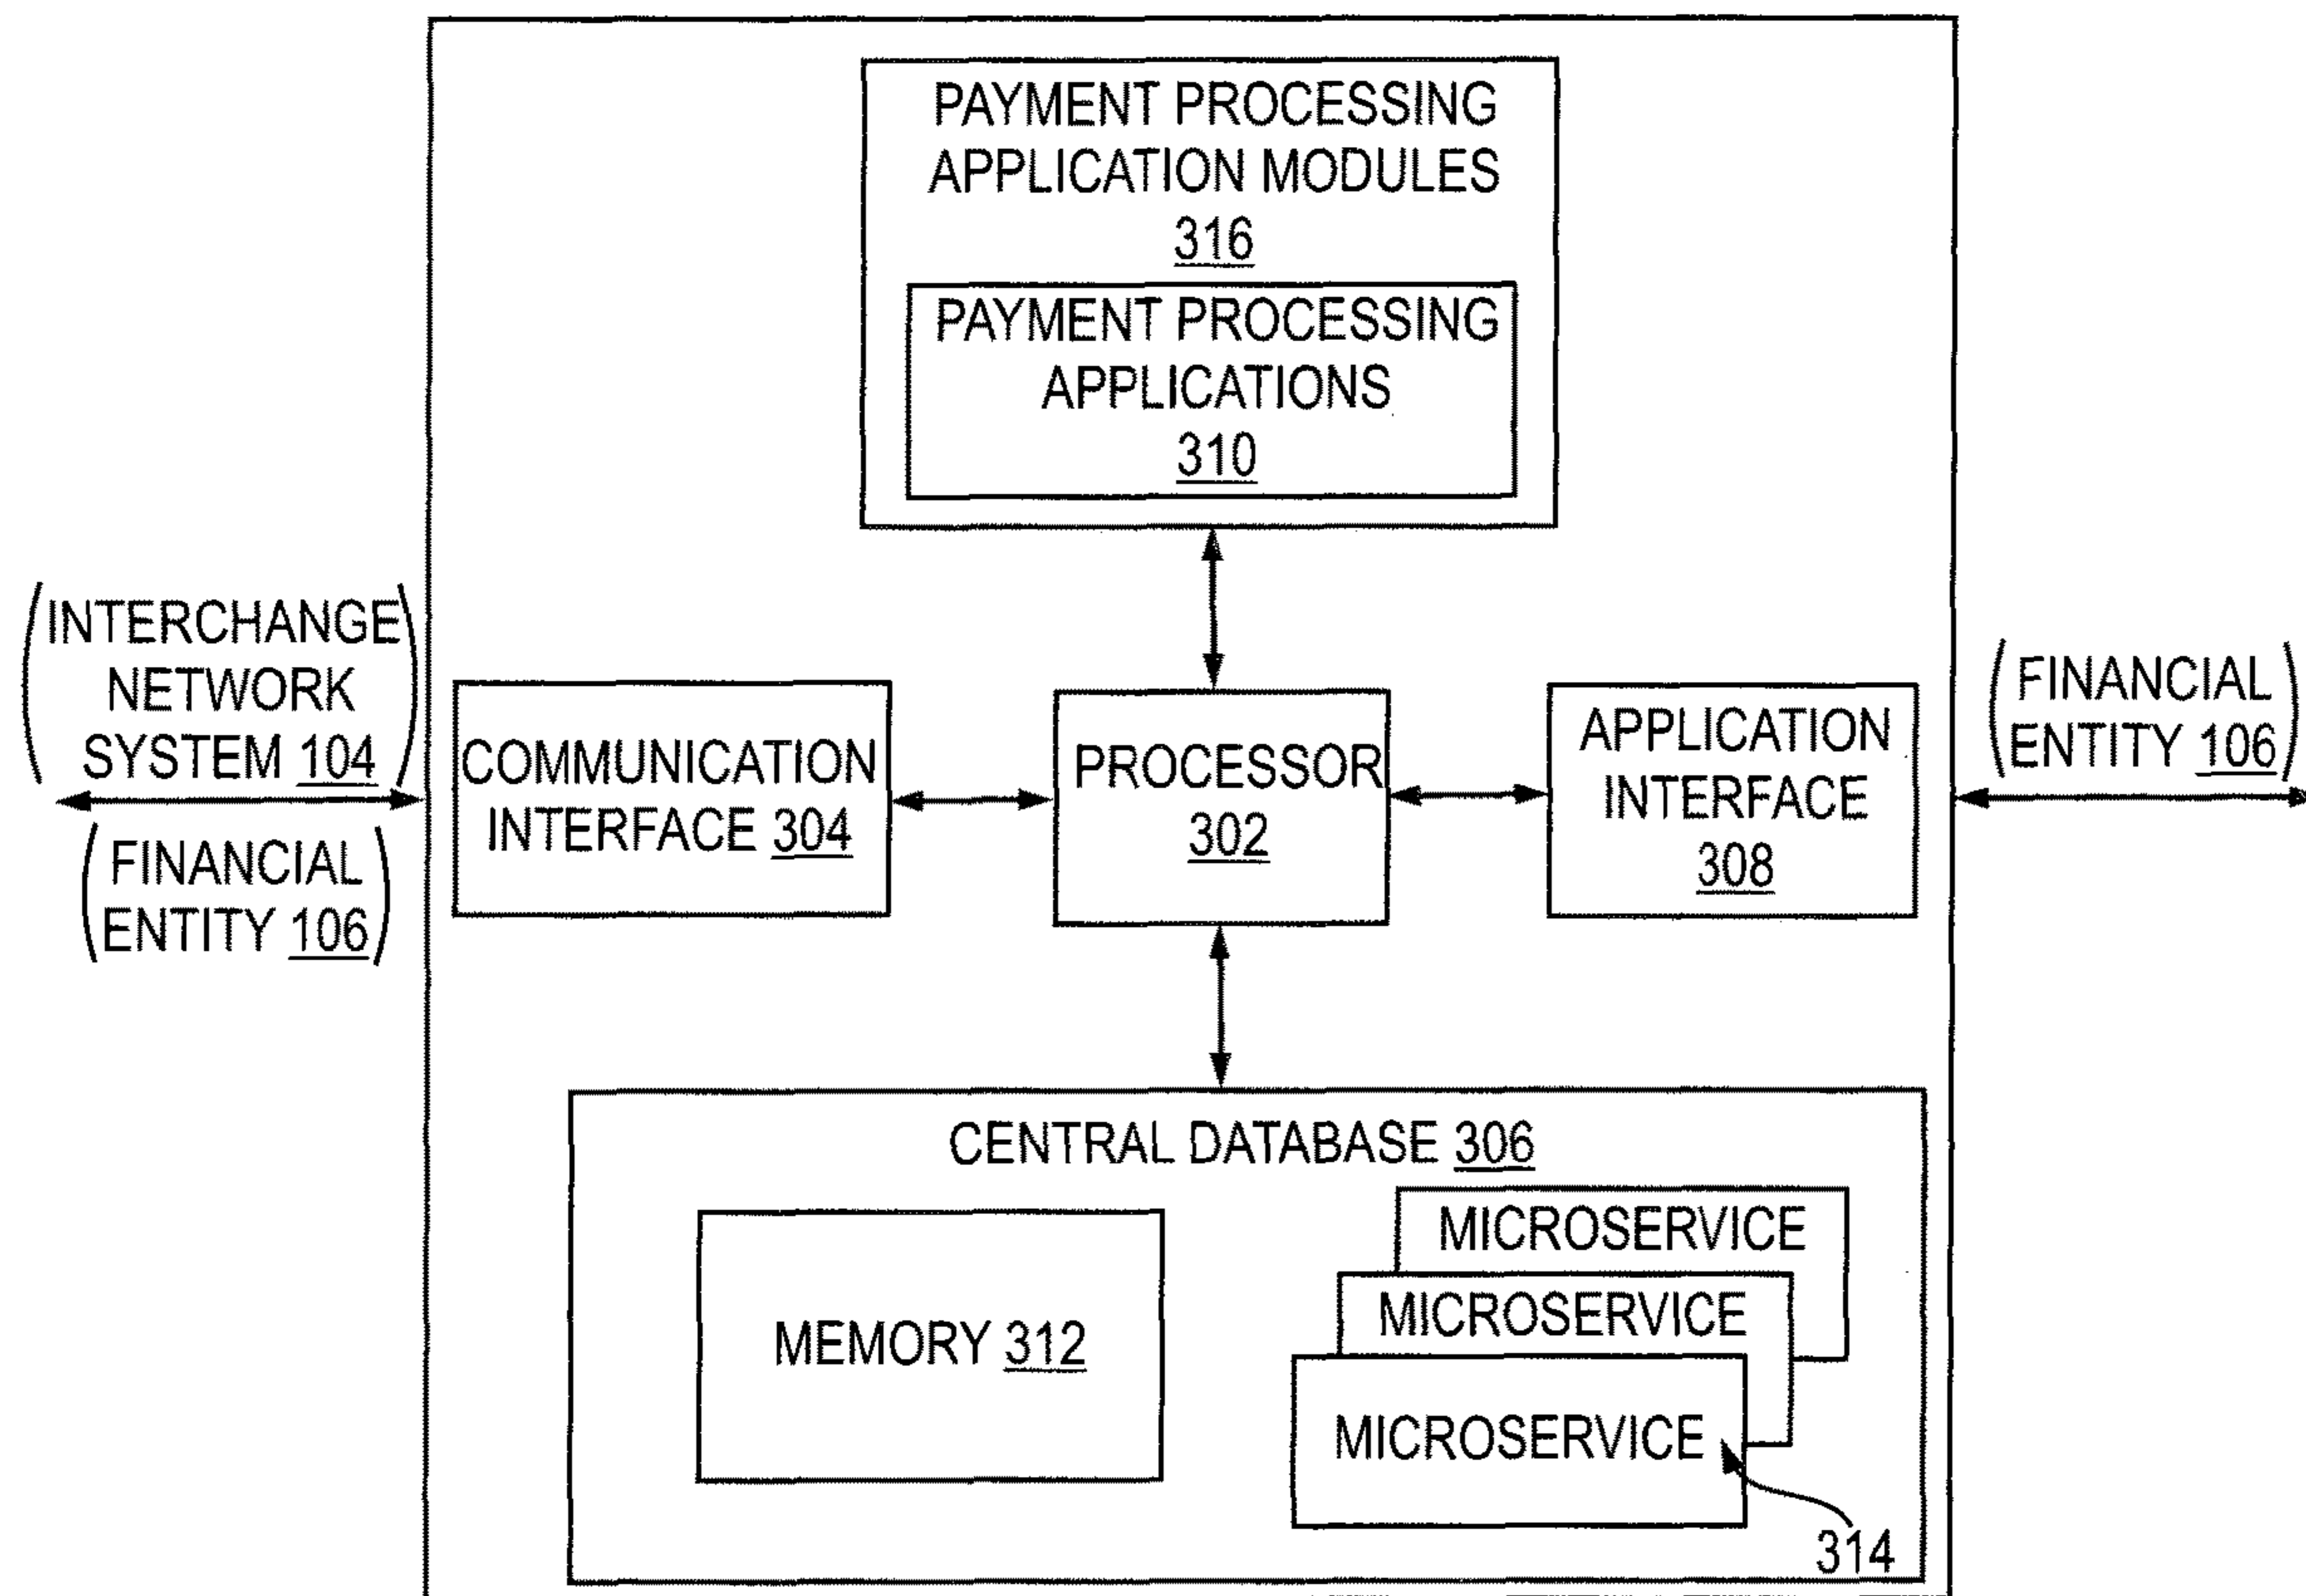 PAYMENT PROCESSING
APPLICATION MODULES
316
PAYMENT PROCESSING
APPLICATIONS
310
(INTERCHANGE
NETWORK
SYSTEM 104)
(FINANCIAL
ENTITY 106)
COMMUNICATION
INTERFACE 304
PROCESSOR
302
APPLICATION
INTERFACE
308
(FINANCIAL
ENTITY 106)
CENTRAL DATABASE 306
MEMORY 312
MICROSERVICE
MICROSERVICE
MICROSERVICE
314